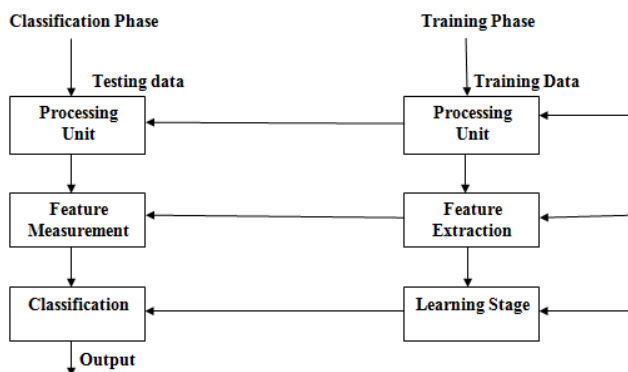 Classification Phase
Training Phase
Testing data
Training Data
Processing
Unit
Processing
Unit
Feature
Measurement
Feature
Extraction
Classification
Learning Stage
Output